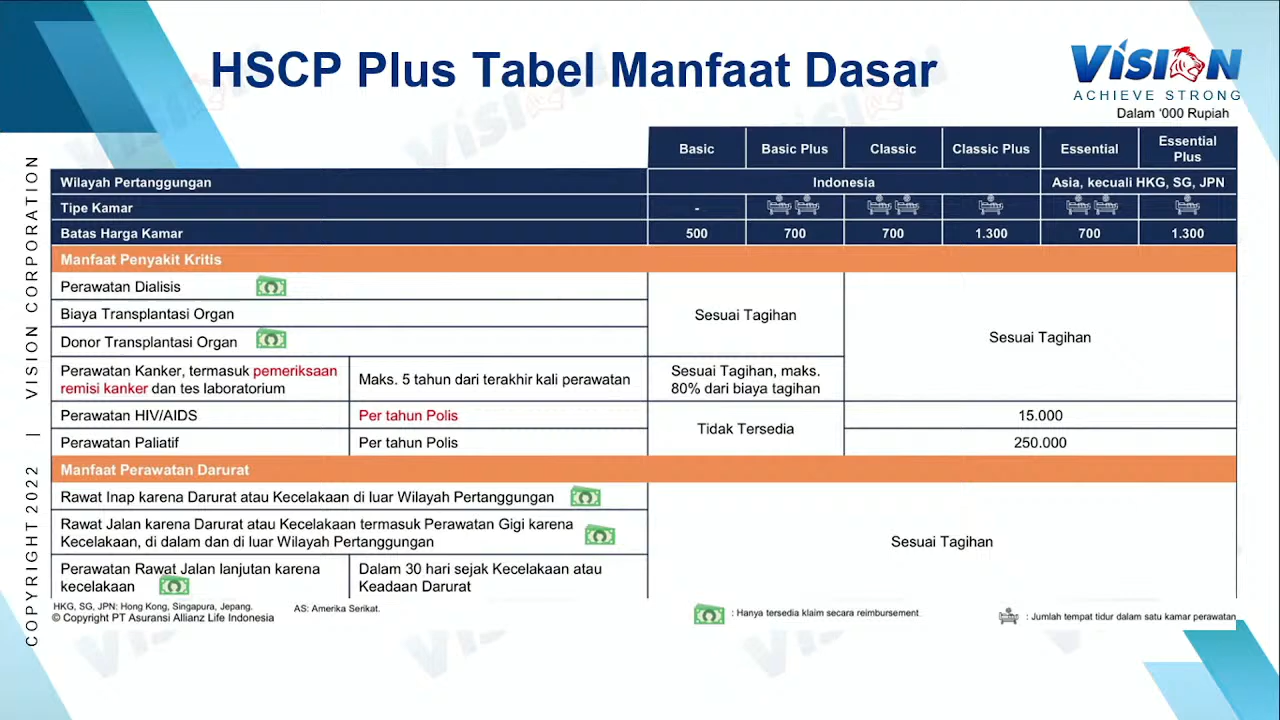 HSCP Plus Tabel Manfaat Dasar
VISION
ACHIEVE STRONG
Dalam '000 Rupiah
COPYRIGHT 2022 | VISION CORPORATION
Basic Basic Plus Classic Classic Plus Essential Essential Plus
Wilayah Pertanggungan Indonesia Asia, kecuali HKG, SG, JPN
Tipe Kamar -
Batas Harga Kamar 500 700 700 1.300 700 1.300
Manfaat Penyakit Kritis
Perawatan Dialisis
Biaya Transplantasi Organ
Donor Transplantasi Organ
Sesuai Tagihan
Sesuai Tagihan
Perawatan Kanker, termasuk pemeriksaan
remisi kanker dan tes laboratorium
Maks. 5 tahun dari terakhir kali perawatan
Sesuai Tagihan, maks.
80% dari biaya tagihan
Perawatan HIV/AIDS Per tahun Polis 15.000
Tidak Tersedia
Perawatan Paliatif Per tahun Polis 250.000
Manfaat Perawatan Darurat
Rawat Inap karena Darurat atau Kecelakaan di luar Wilayah Pertanggungan
Rawat Jalan karena Darurat atau Kecelakaan termasuk Perawatan Gigi karena
Kecelakaan, di dalam dan di luar Wilayah Pertanggungan
Sesuai Tagihan
Perawatan Rawat Jalan lanjutan karena
kecelakaan
Dalam 30 hari sejak Kecelakaan atau
Keadaan Darurat
HKG, SG, JPN: Hong Kong, Singapura, Jepang. AS: Amerika Serikat.
© Copyright PT Asuransi Allianz Life Indonesia
: Hanya tersedia klaim secara reimbursement.
: Jumlah tempat tidur dalam satu kamar perawatan